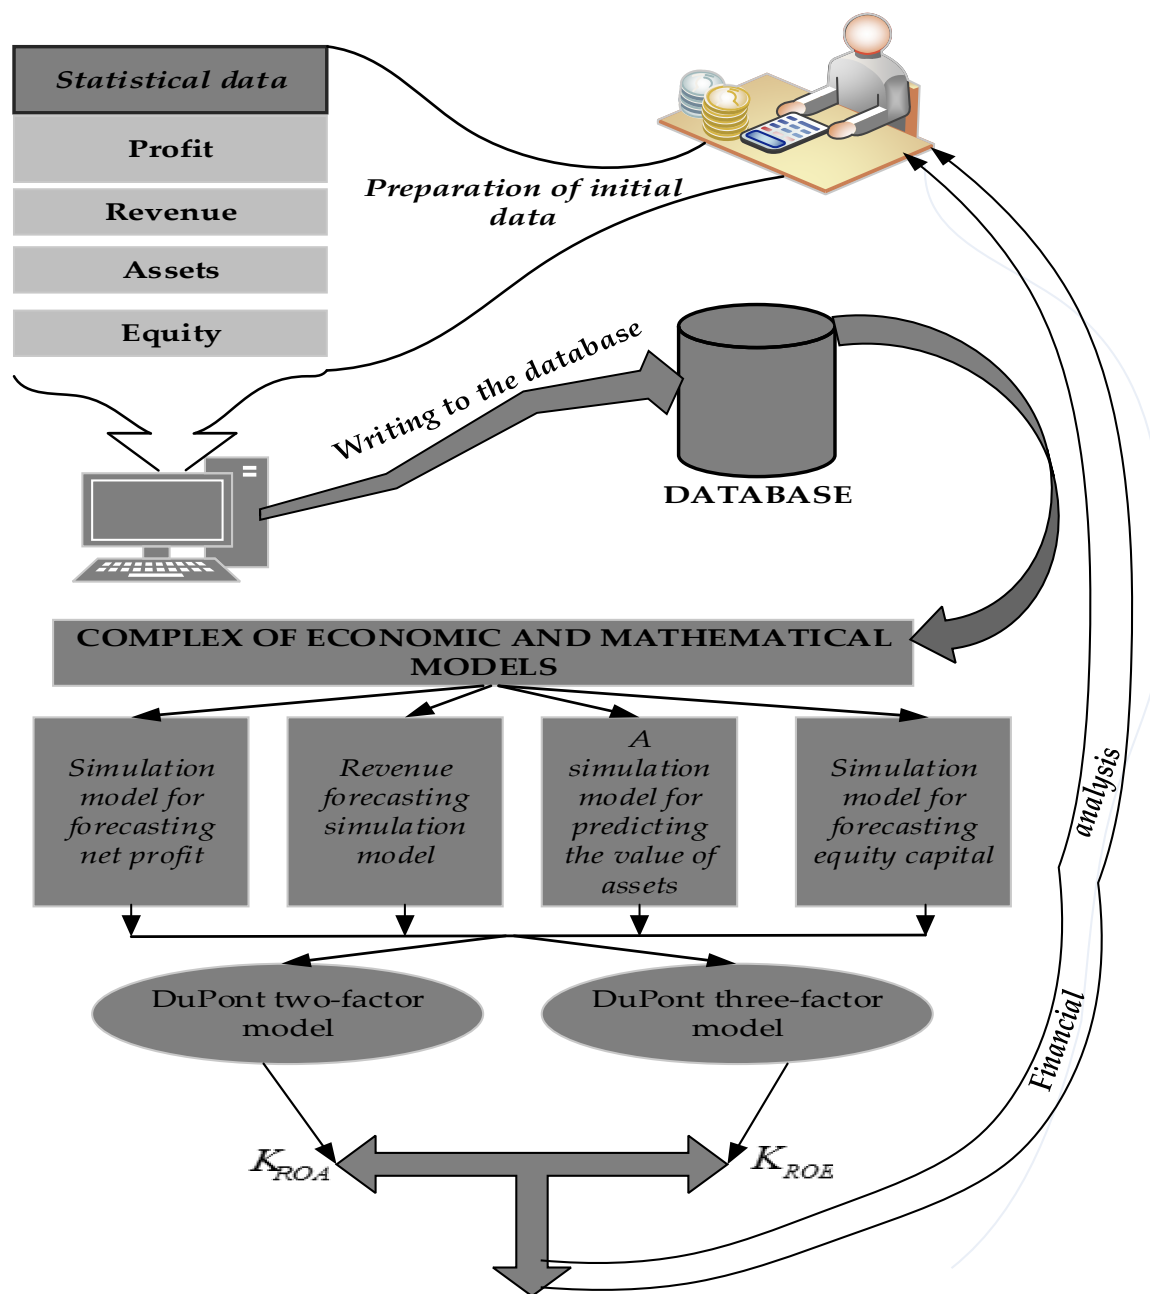 Statistical data
Profit
Revenue
Assets
Equity
Preparation of initial
data
Writing to the database
DATABASE
COMPLEX OF ECONOMIC AND MATHEMATICAL
MODELS
Simulation
model for
forecasting
net profit
Revenue
forecasting
simulation
model
A
simulation
model for
predicting
the value of
assets
Simulation
model for
forecasting
equity capital
DuPont two-factor
model
DuPont three-factor
model
K_ROA
K_ROE
Financial
analysis